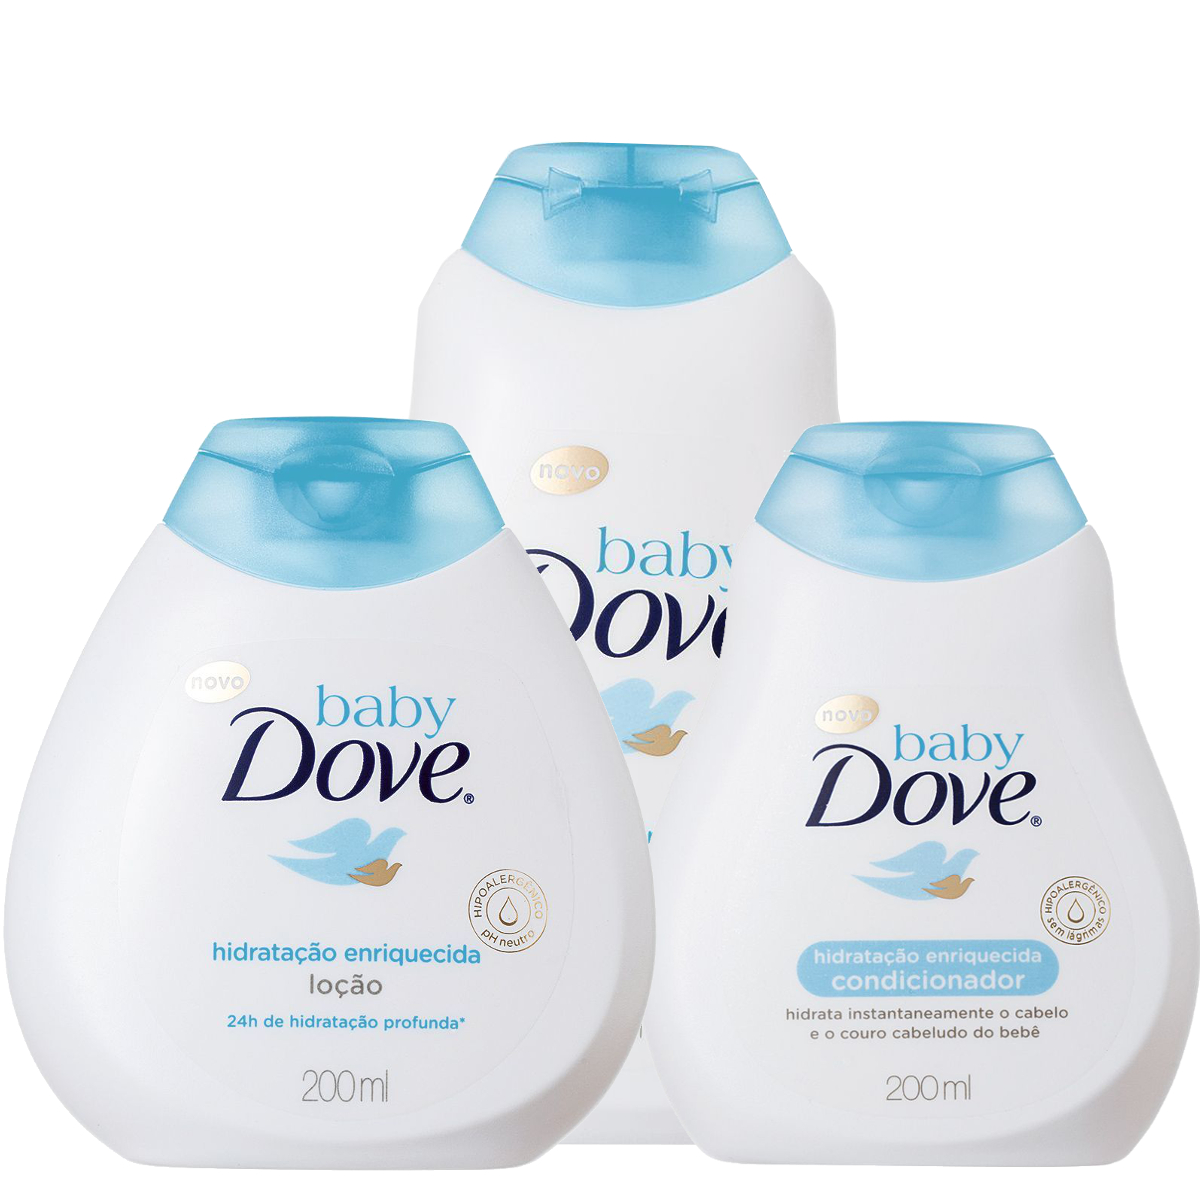 novo
baby
Dove
novo
baby
Dove®
HIPOALERGÊNICO
pH neutro
hidratação enriquecida
loção
24h de hidratação profunda*
200ml
novo
baby
Dove®
HIPOALERGÊNICO
sem lágrimas
hidratação enriquecida
condicionador
hidrata instantaneamente o cabelo
e o couro cabeludo do bebê
200ml